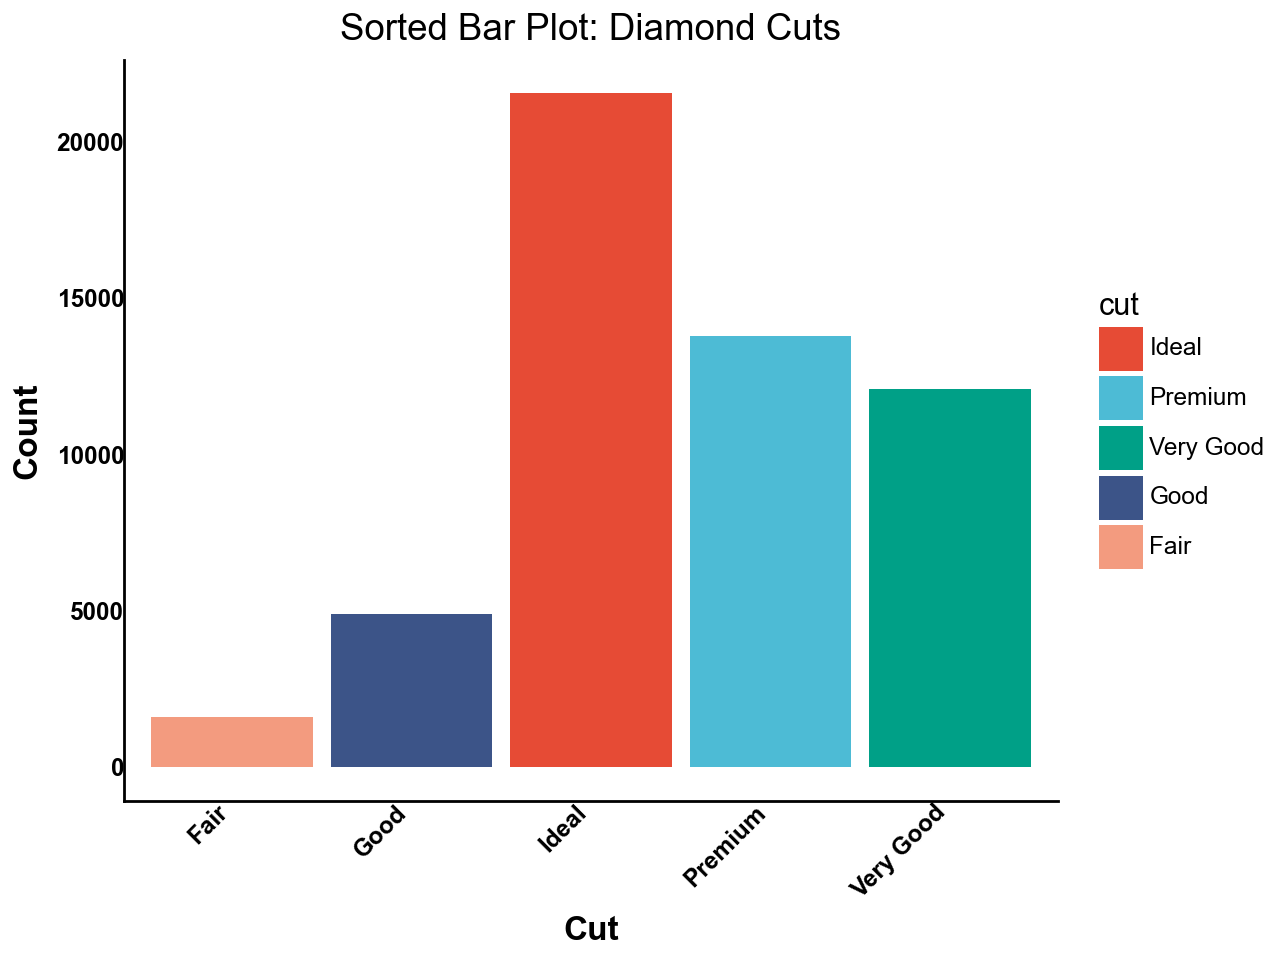 Sorted Bar Plot: Diamond Cuts
Count
20000
15000
10000
5000
0
Fair
Good
Ideal
Premium
Very Good
Cut
cut
Ideal
Premium
Very Good
Good
Fair